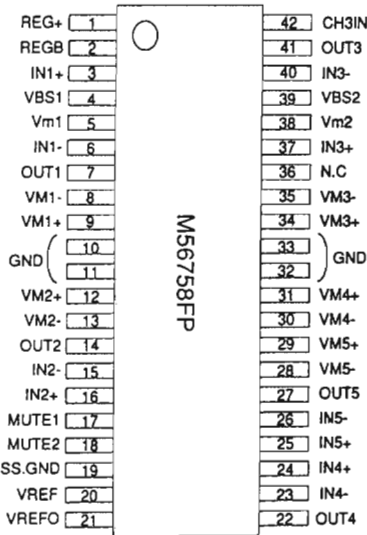 REG+ 1 42 CH3IN
REGB 2 41 OUT3
IN1+ 3 40 IN3-
VBS1 4 39 VBS2
Vm1 5 38 Vm2
IN1- 6 37 IN3+
OUT1 7 36 N.C
VM1- 8 35 VM3-
VM1+ 9 34 VM3+
GND 10 33 GND
11 32
VM2+ 12 31 VM4+
VM2- 13 30 VM4-
OUT2 14 29 VM5+
IN2- 15 28 VM5-
IN2+ 16 27 OUT5
MUTE1 17 26 IN5-
MUTE2 18 25 IN5+
SS.GND 19 24 IN4+
VREF 20 23 IN4-
VREFO 21 22 OUT4
M56758FP